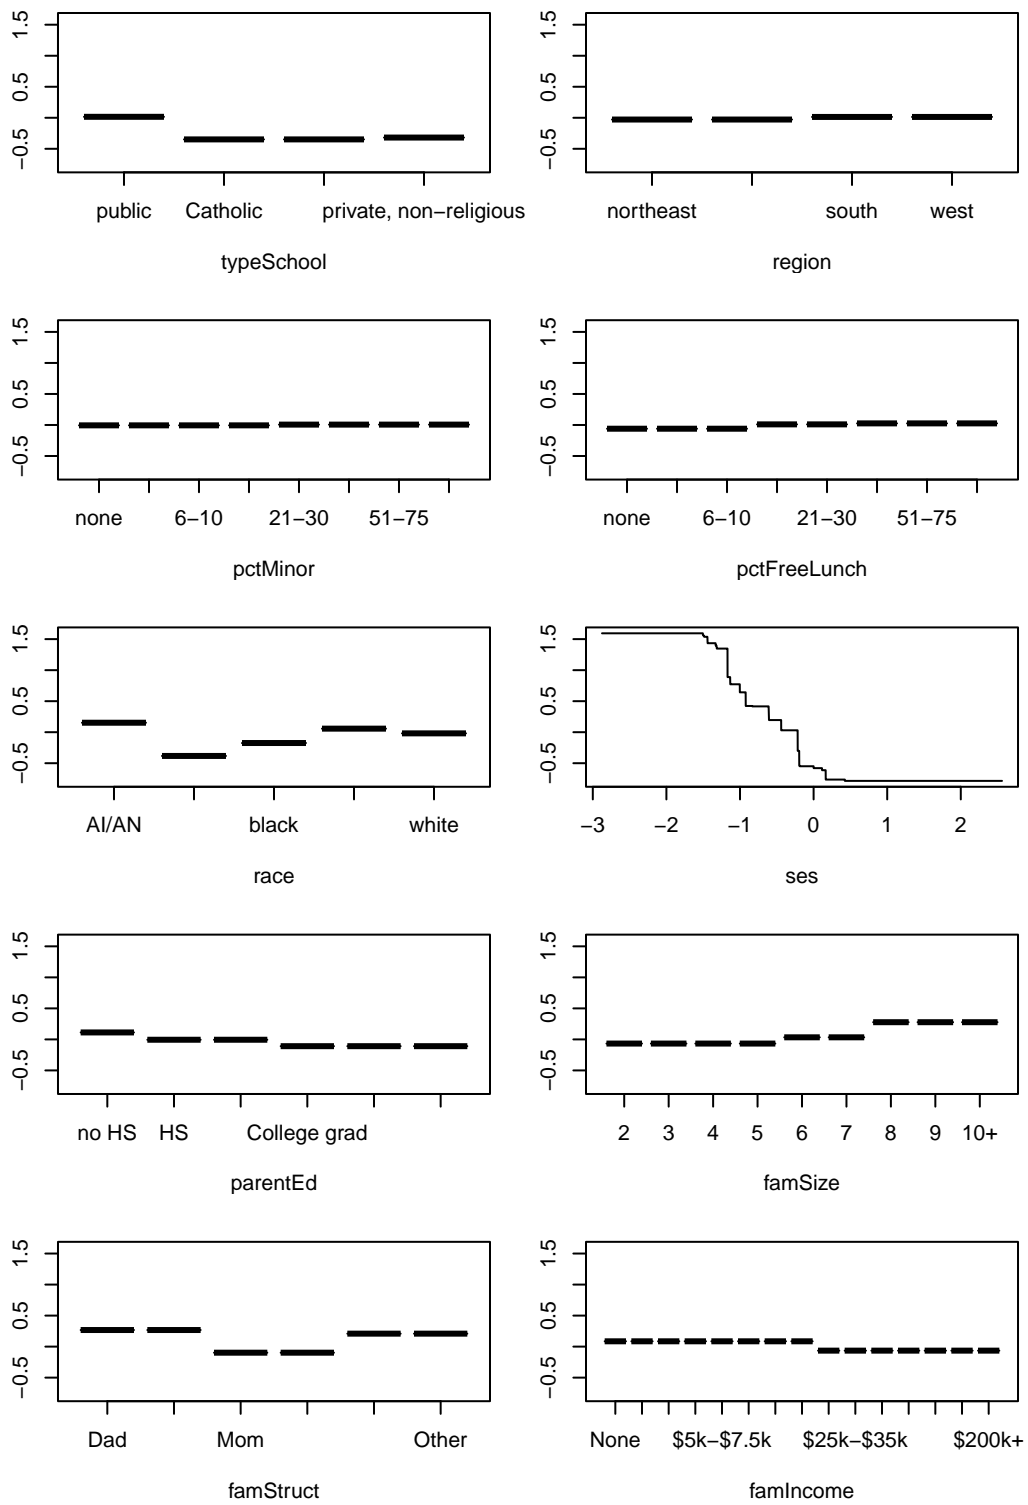 1.5
0.5
−0.5
public Catholic private, non−religious
typeSchool
1.5
0.5
−0.5
northeast south west
region
1.5
0.5
−0.5
none 6−10 21−30 51−75
pctMinor
1.5
0.5
−0.5
none 6−10 21−30 51−75
pctFreeLunch
1.5
0.5
−0.5
AI/AN black white
race
1.5
0.5
−0.5
−3 −2 −1 0 1 2
ses
1.5
0.5
−0.5
no HS HS College grad
parentEd
1.5
0.5
−0.5
2 3 4 5 6 7 8 9 10+
famSize
1.5
0.5
−0.5
Dad Mom Other
famStruct
1.5
0.5
−0.5
None $5k−$7.5k $25k−$35k $200k+
famIncome